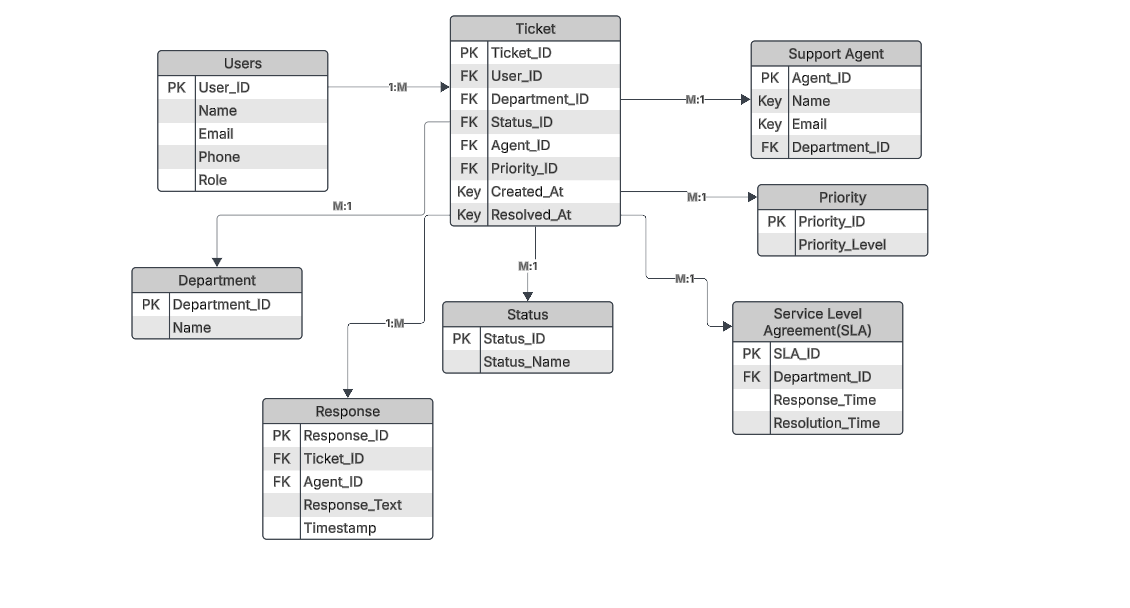 Ticket
PK Ticket_ID
FK User_ID
FK Department_ID
FK Status_ID
FK Agent_ID
FK Priority_ID
Key Created_At
Key Resolved_At
Users
PK User_ID
Name
Email
Phone
Role
1:M
Support Agent
PK Agent_ID
Key Name
Key Email
FK Department_ID
M:1
Priority
PK Priority_ID
Priority_Level
M:1
M:1
Department
PK Department_ID
Name
M:1
Status
PK Status_ID
Status_Name
M:1
Service Level
Agreement(SLA)
PK SLA_ID
FK Department_ID
Response_Time
Resolution_Time
1:M
Response
PK Response_ID
FK Ticket_ID
FK Agent_ID
Response_Text
Timestamp